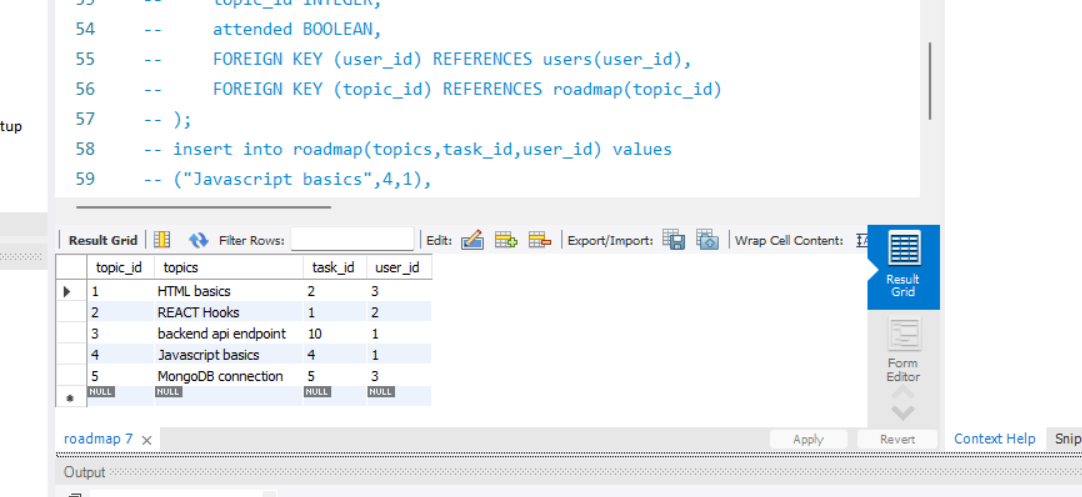 53 -- topic_id INTEGER,
54 -- attended BOOLEAN,
55 -- FOREIGN KEY (user_id) REFERENCES users(user_id),
56 -- FOREIGN KEY (topic_id) REFERENCES roadmap(topic_id)
57 -- );
tup
58 -- insert into roadmap(topics,task_id,user_id) values
59 -- ("Javascript basics",4,1),
Result Grid Filter Rows: Edit: Export/Import: Wrap Cell Content:
topic_id topics task_id user_id
1 HTML basics 2 3
2 REACT Hooks 1 2
3 backend api endpoint 10 1
4 Javascript basics 4 1
5 MongoDB connection 5 3
NULL NULL NULL NULL
Result
Grid
Form
Editor
roadmap 7 Apply Revert Context Help Snip
Output